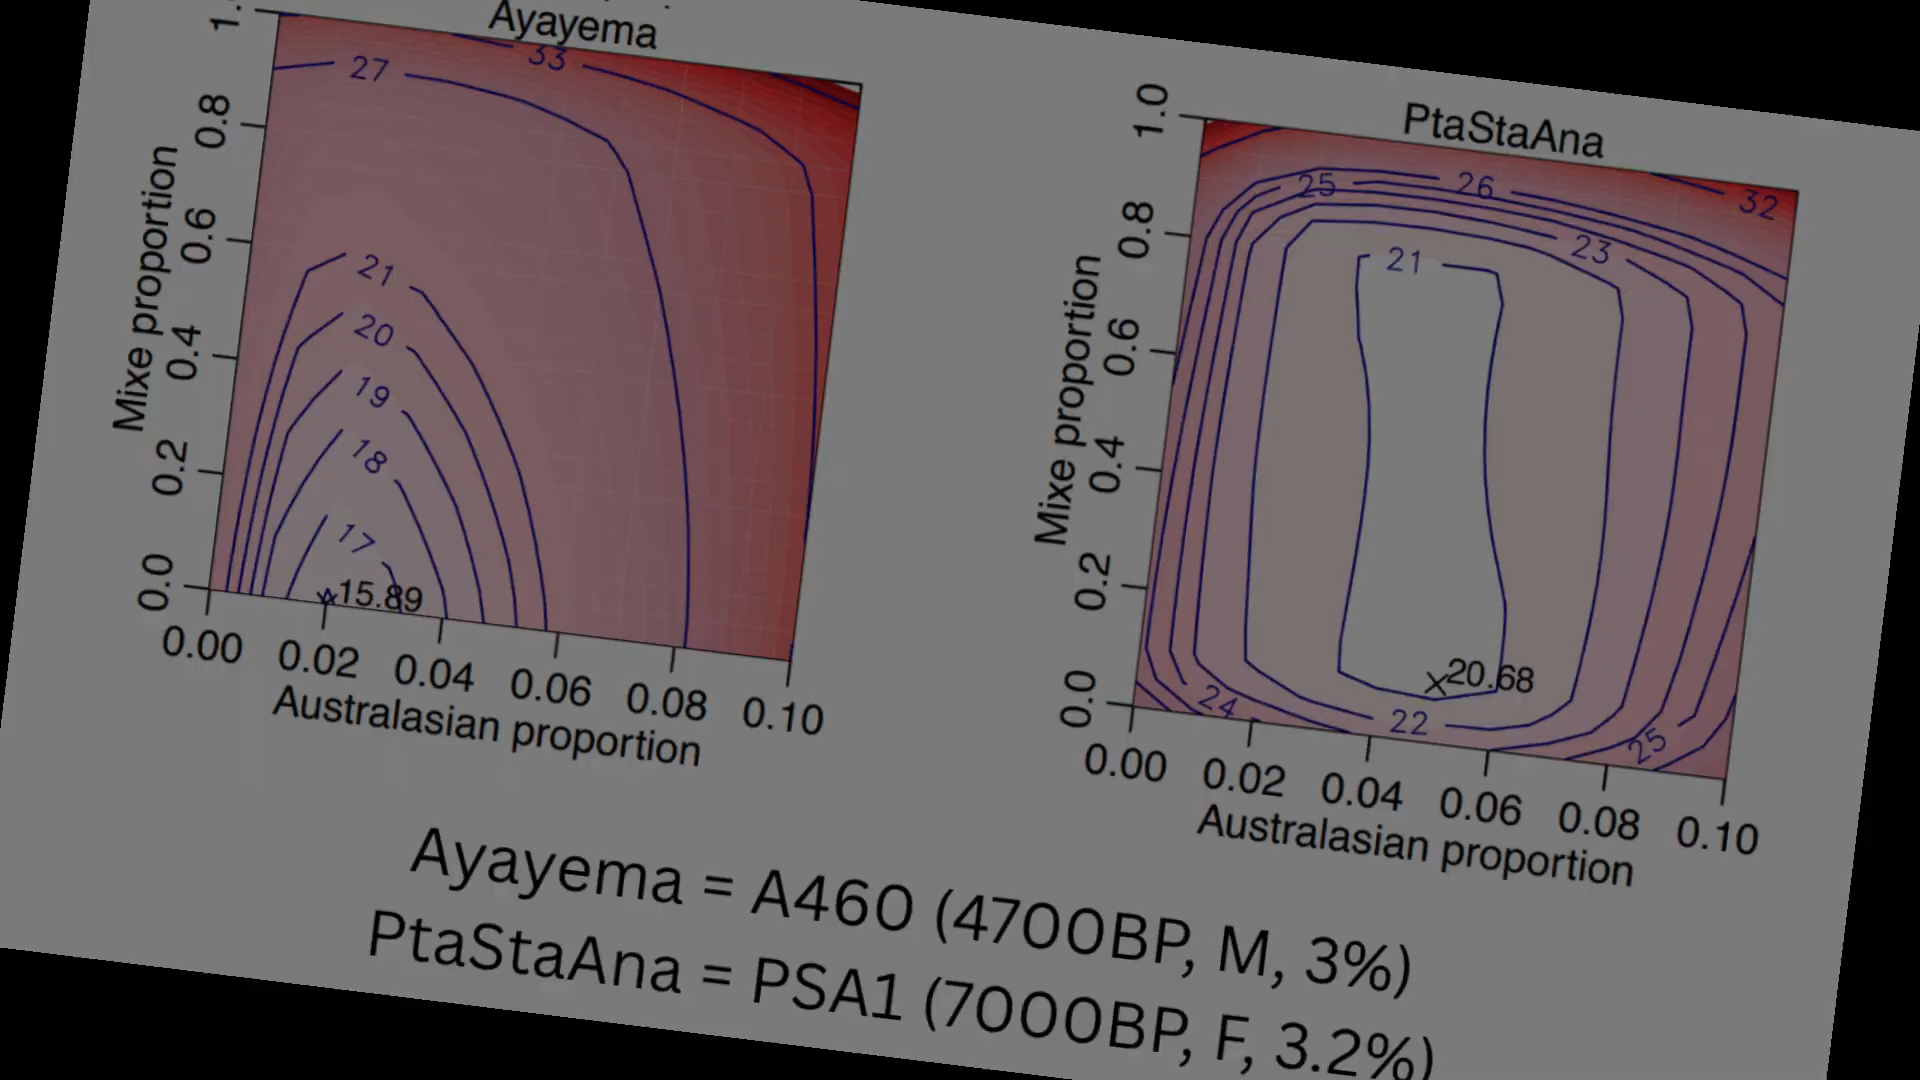 Ayayema
33
27
21
20
19
18
17
15.89
0.8
0.6
0.4
0.2
0.0
Mixe proportion
0.00 0.02 0.04 0.06 0.08 0.10
Australasian proportion
PtaStaAna
25 26 32
23
21
20.68
24 22 25
1.0
0.8
0.6
0.4
0.2
0.0
Mixe proportion
0.00 0.02 0.04 0.06 0.08 0.10
Australasian proportion
Ayayema = A460 (4700BP, M, 3%)
PtaStaAna = PSA1 (7000BP, F, 3.2%)